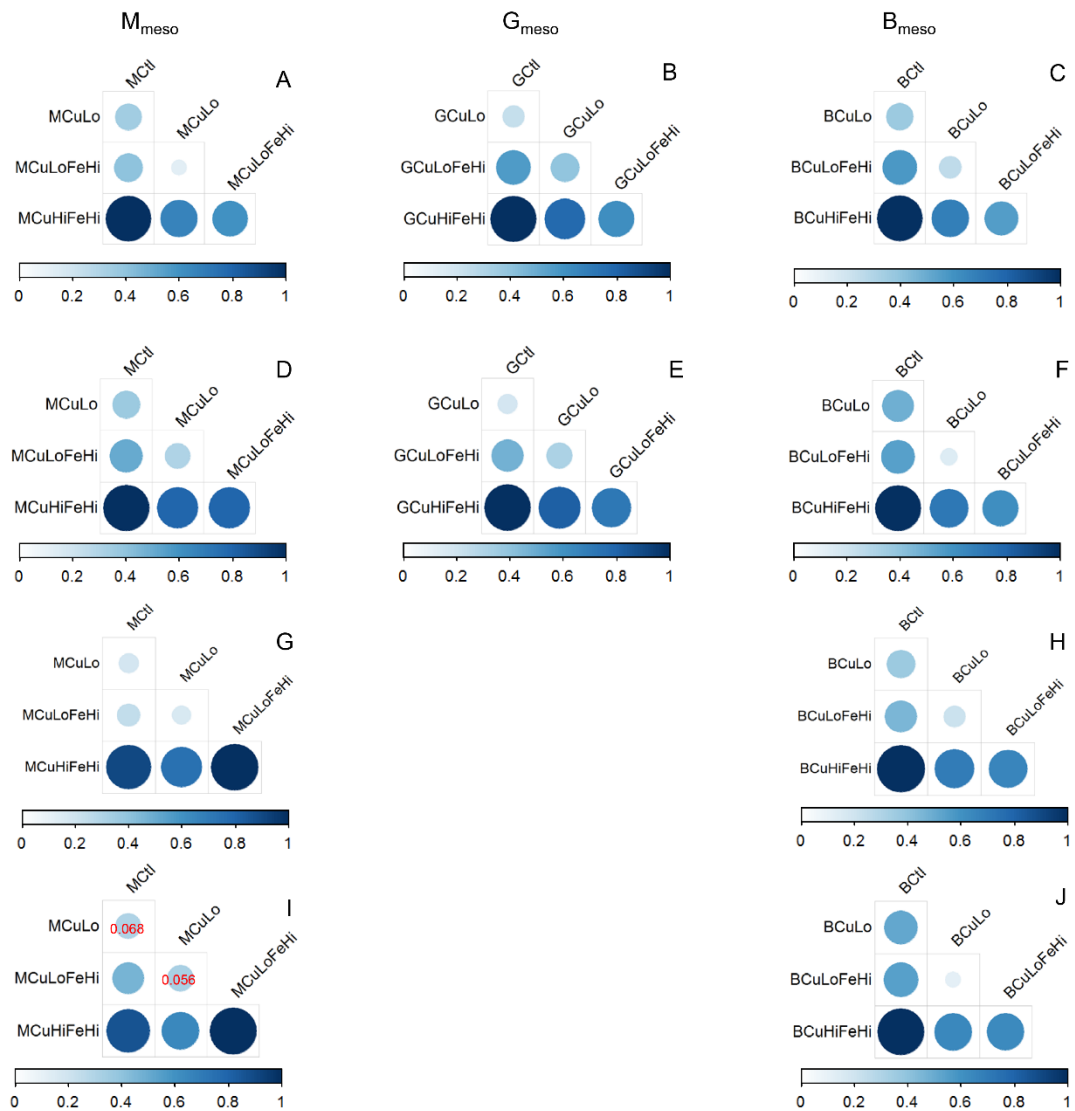 M_meso G_meso B_meso
A
MCtl
MCuLo
MCuLoFeHi
MCuLo
MCuLoFeHi
MCuHiFeHi
0 0.2 0.4 0.6 0.8 1
B
GCtl
GCuLo
GCuLoFeHi
GCuLo
GCuLoFeHi
GCuHiFeHi
0 0.2 0.4 0.6 0.8 1
C
BCtl
BCuLo
BCuLoFeHi
BCuLo
BCuLoFeHi
BCuHiFeHi
0 0.2 0.4 0.6 0.8 1
D
MCtl
MCuLo
MCuLoFeHi
MCuLo
MCuLoFeHi
MCuHiFeHi
0 0.2 0.4 0.6 0.8 1
E
GCtl
GCuLo
GCuLoFeHi
GCuLo
GCuLoFeHi
GCuHiFeHi
0 0.2 0.4 0.6 0.8 1
F
BCtl
BCuLo
BCuLoFeHi
BCuLo
BCuLoFeHi
BCuHiFeHi
0 0.2 0.4 0.6 0.8 1
G
MCtl
MCuLo
MCuLoFeHi
MCuLo
MCuLoFeHi
MCuHiFeHi
0 0.2 0.4 0.6 0.8 1
H
BCtl
BCuLo
BCuLoFeHi
BCuLo
BCuLoFeHi
BCuHiFeHi
0 0.2 0.4 0.6 0.8 1
I
MCtl
MCuLo
MCuLoFeHi
MCuLo 0.068
MCuLoFeHi 0.056
MCuHiFeHi
0 0.2 0.4 0.6 0.8 1
J
BCtl
BCuLo
BCuLoFeHi
BCuLo
BCuLoFeHi
BCuHiFeHi
0 0.2 0.4 0.6 0.8 1